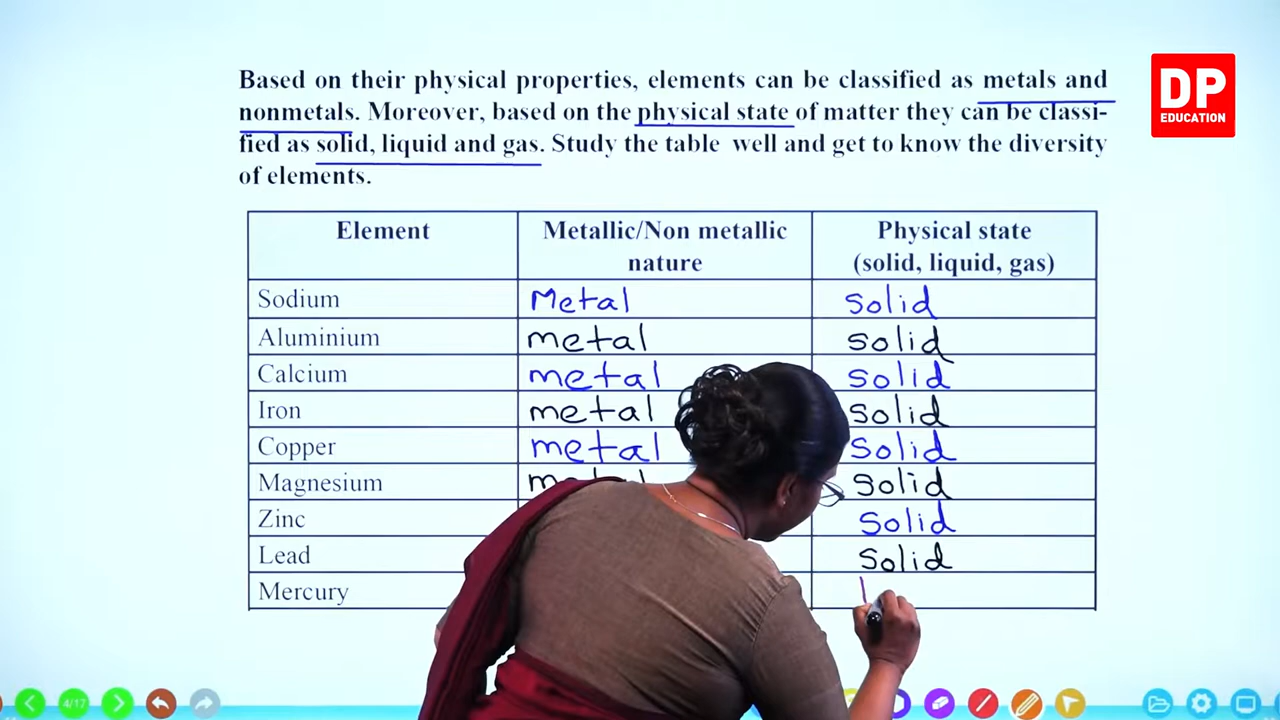 Based on their physical properties, elements can be classified as metals and
nonmetals. Moreover, based on the physical state of matter they can be classi-
fied as solid, liquid and gas. Study the table well and get to know the diversity
of elements.
DP
EDUCATION
Element Metallic/Non metallic nature Physical state (solid, liquid, gas)
Sodium Metal Solid
Aluminium metal solid
Calcium metal solid
Iron metal solid
Copper metal Solid
Magnesium Solid
Zinc Solid
Lead Solid
Mercury
4/17